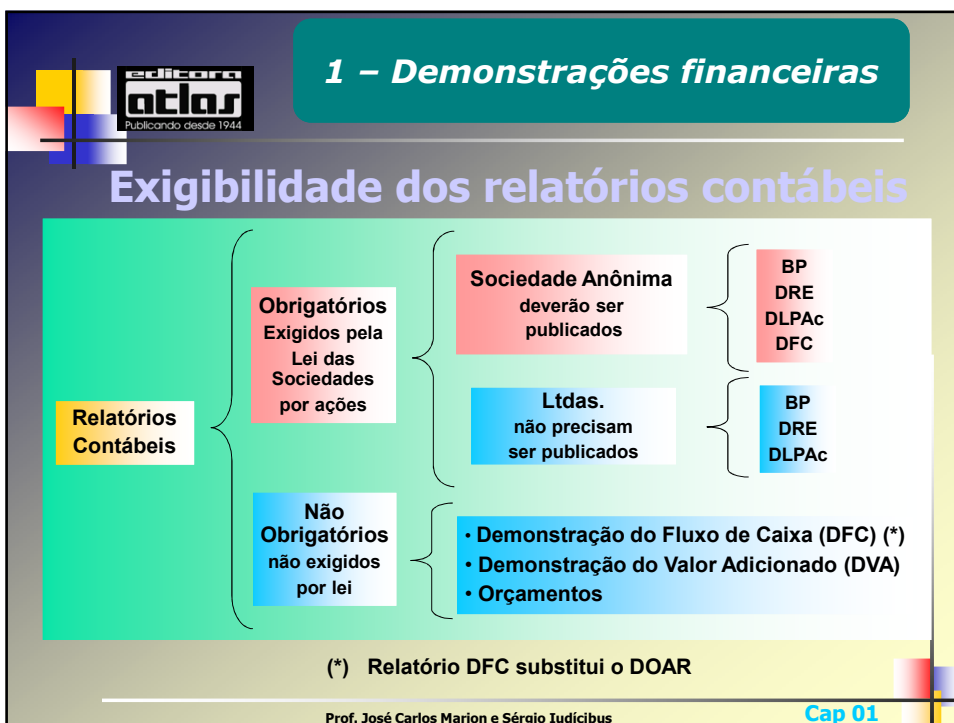 1 – Demonstrações financeiras
editora
atlas
Publicando desde 1944
Exigibilidade dos relatórios contábeis
Relatórios
Contábeis
Obrigatórios
Exigidos pela
Lei das
Sociedades
por ações
Sociedade Anônima
deverão ser
publicados
BP
DRE
DLPAc
DFC
Ltdas.
não precisam
ser publicados
BP
DRE
DLPAc
Não
Obrigatórios
não exigidos
por lei
• Demonstração do Fluxo de Caixa (DFC) (*)
• Demonstração do Valor Adicionado (DVA)
• Orçamentos
(*) Relatório DFC substitui o DOAR
Prof. José Carlos Marion e Sérgio Iudícibus
Cap 01